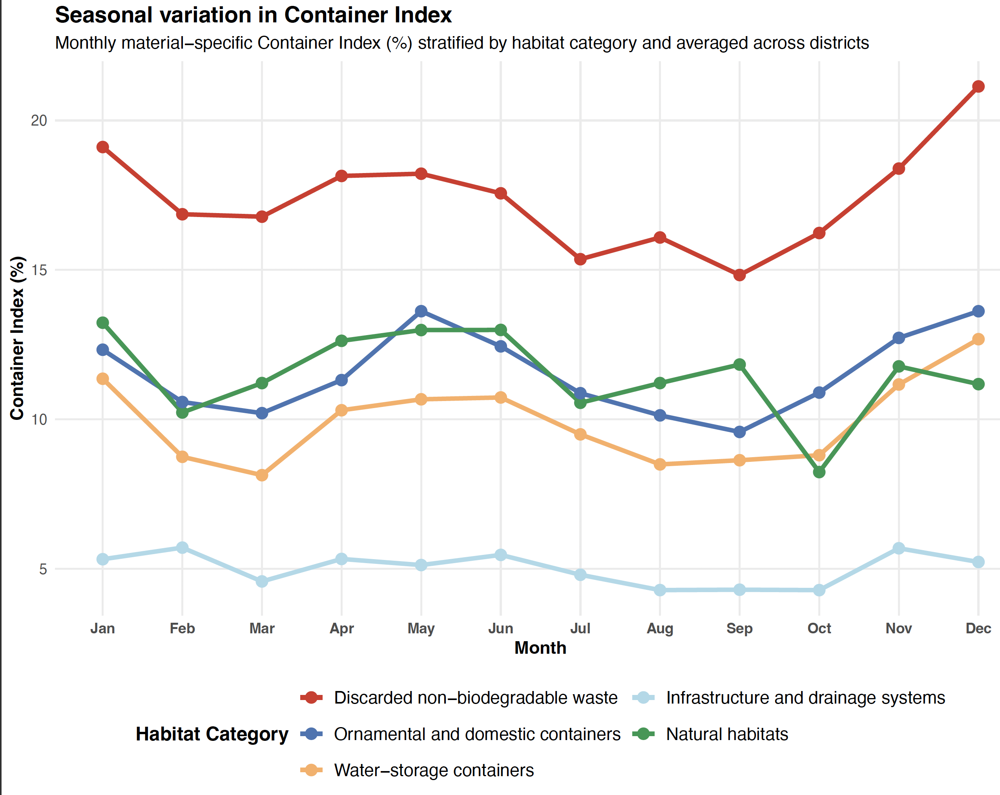 Seasonal variation in Container Index
Monthly material−specific Container Index (%) stratified by habitat category and averaged across districts
Container Index (%)
20
15
10
5
Jan Feb Mar Apr May Jun Jul Aug Sep Oct Nov Dec
Month
Habitat Category
Discarded non−biodegradable waste
Ornamental and domestic containers
Water−storage containers
Infrastructure and drainage systems
Natural habitats